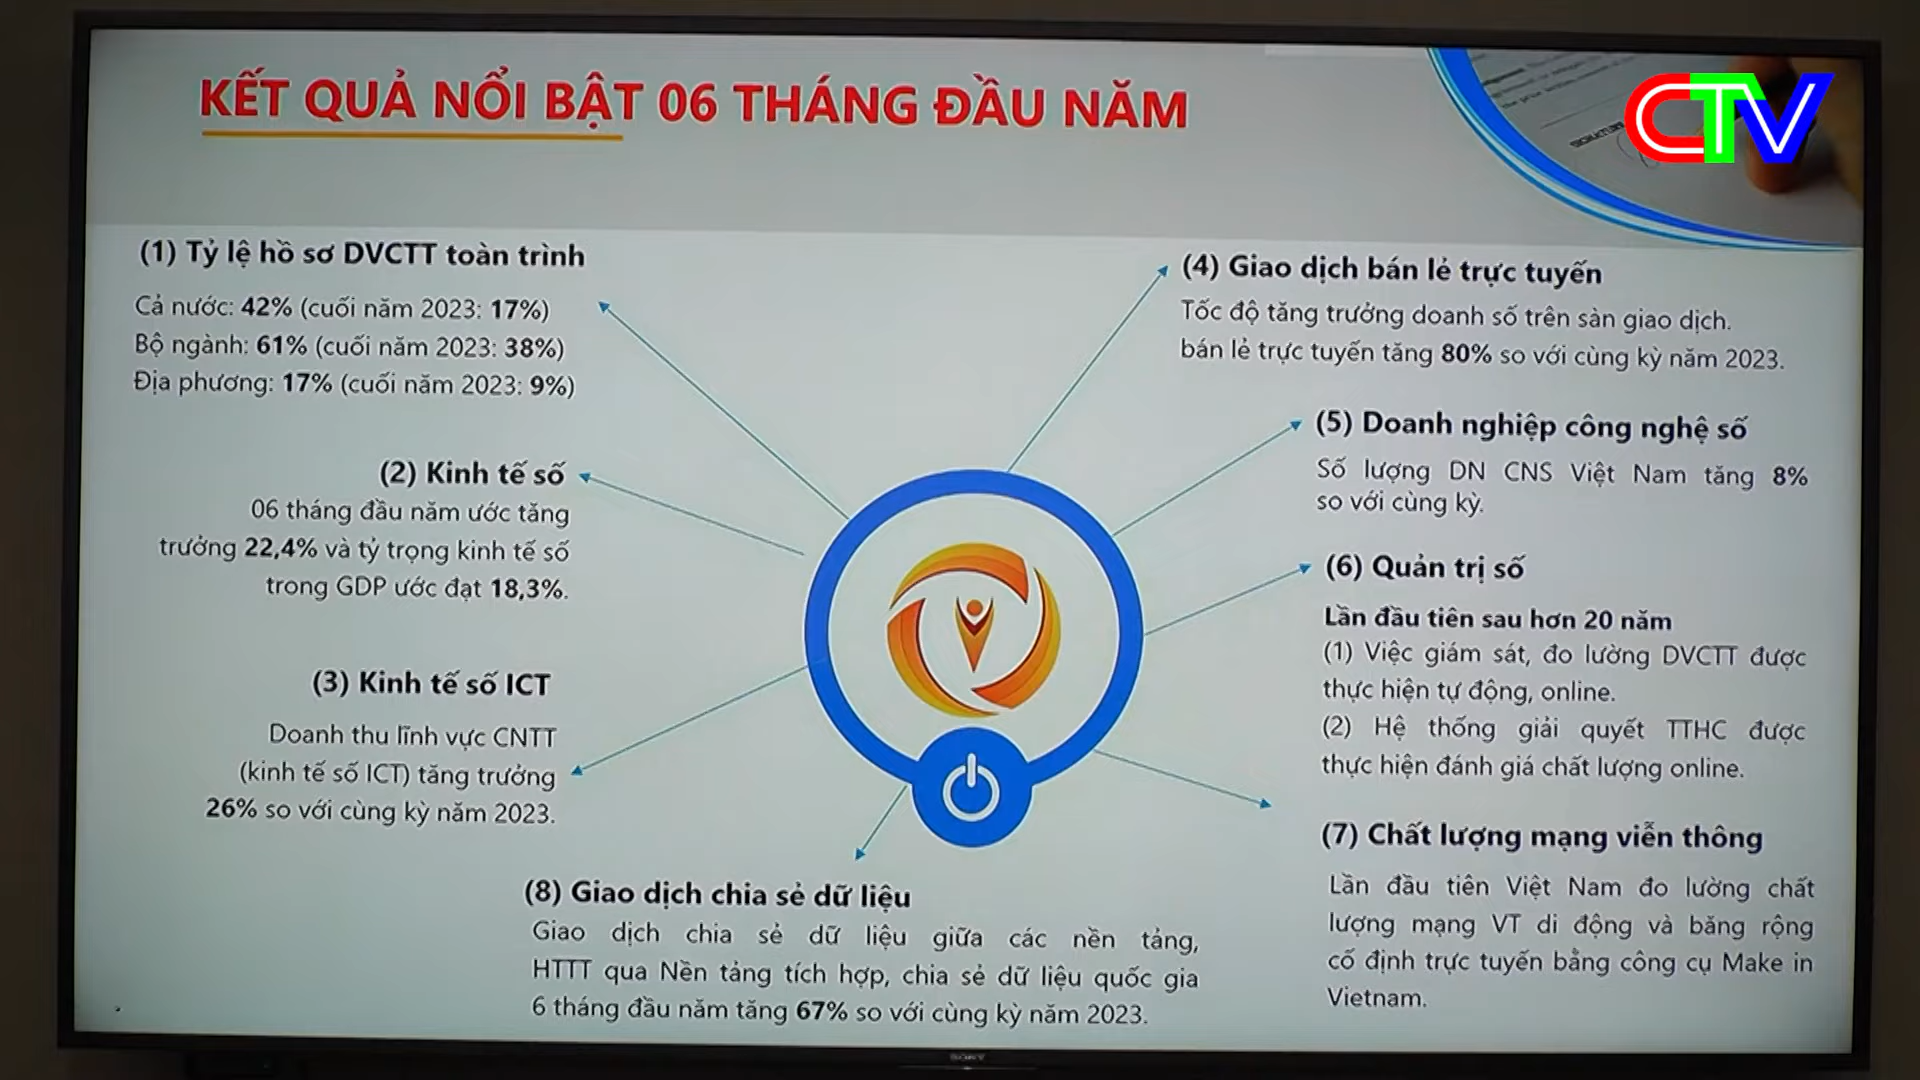 KẾT QUẢ NỔI BẬT 06 THÁNG ĐẦU NĂM
CTV
(1) Tỷ lệ hồ sơ DVCTT toàn trình
Cả nước: 42% (cuối năm 2023: 17%)
Bộ ngành: 61% (cuối năm 2023: 38%)
Địa phương: 17% (cuối năm 2023: 9%)
(2) Kinh tế số
06 tháng đầu năm ước tăng
trưởng 22,4% và tỷ trọng kinh tế số
trong GDP ước đạt 18,3%.
(3) Kinh tế số ICT
Doanh thu lĩnh vực CNTT
(kinh tế số ICT) tăng trưởng
26% so với cùng kỳ năm 2023.
(4) Giao dịch bán lẻ trực tuyến
Tốc độ tăng trưởng doanh số trên sàn giao dịch.
bán lẻ trực tuyến tăng 80% so với cùng kỳ năm 2023.
(5) Doanh nghiệp công nghệ số
Số lượng DN CNS Việt Nam tăng 8%
so với cùng kỳ.
(6) Quản trị số
Lần đầu tiên sau hơn 20 năm
(1) Việc giám sát, đo lường DVCTT được
thực hiện tự động, online.
(2) Hệ thống giải quyết TTHC được
thực hiện đánh giá chất lượng online.
(7) Chất lượng mạng viễn thông
Lần đầu tiên Việt Nam đo lường chất
lượng mạng VT di động và băng rộng
cố định trực tuyến bằng công cụ Make in
Vietnam.
(8) Giao dịch chia sẻ dữ liệu
Giao dịch chia sẻ dữ liệu giữa các nền tảng,
HTTT qua Nền tảng tích hợp, chia sẻ dữ liệu quốc gia
6 tháng đầu năm tăng 67% so với cùng kỳ năm 2023.